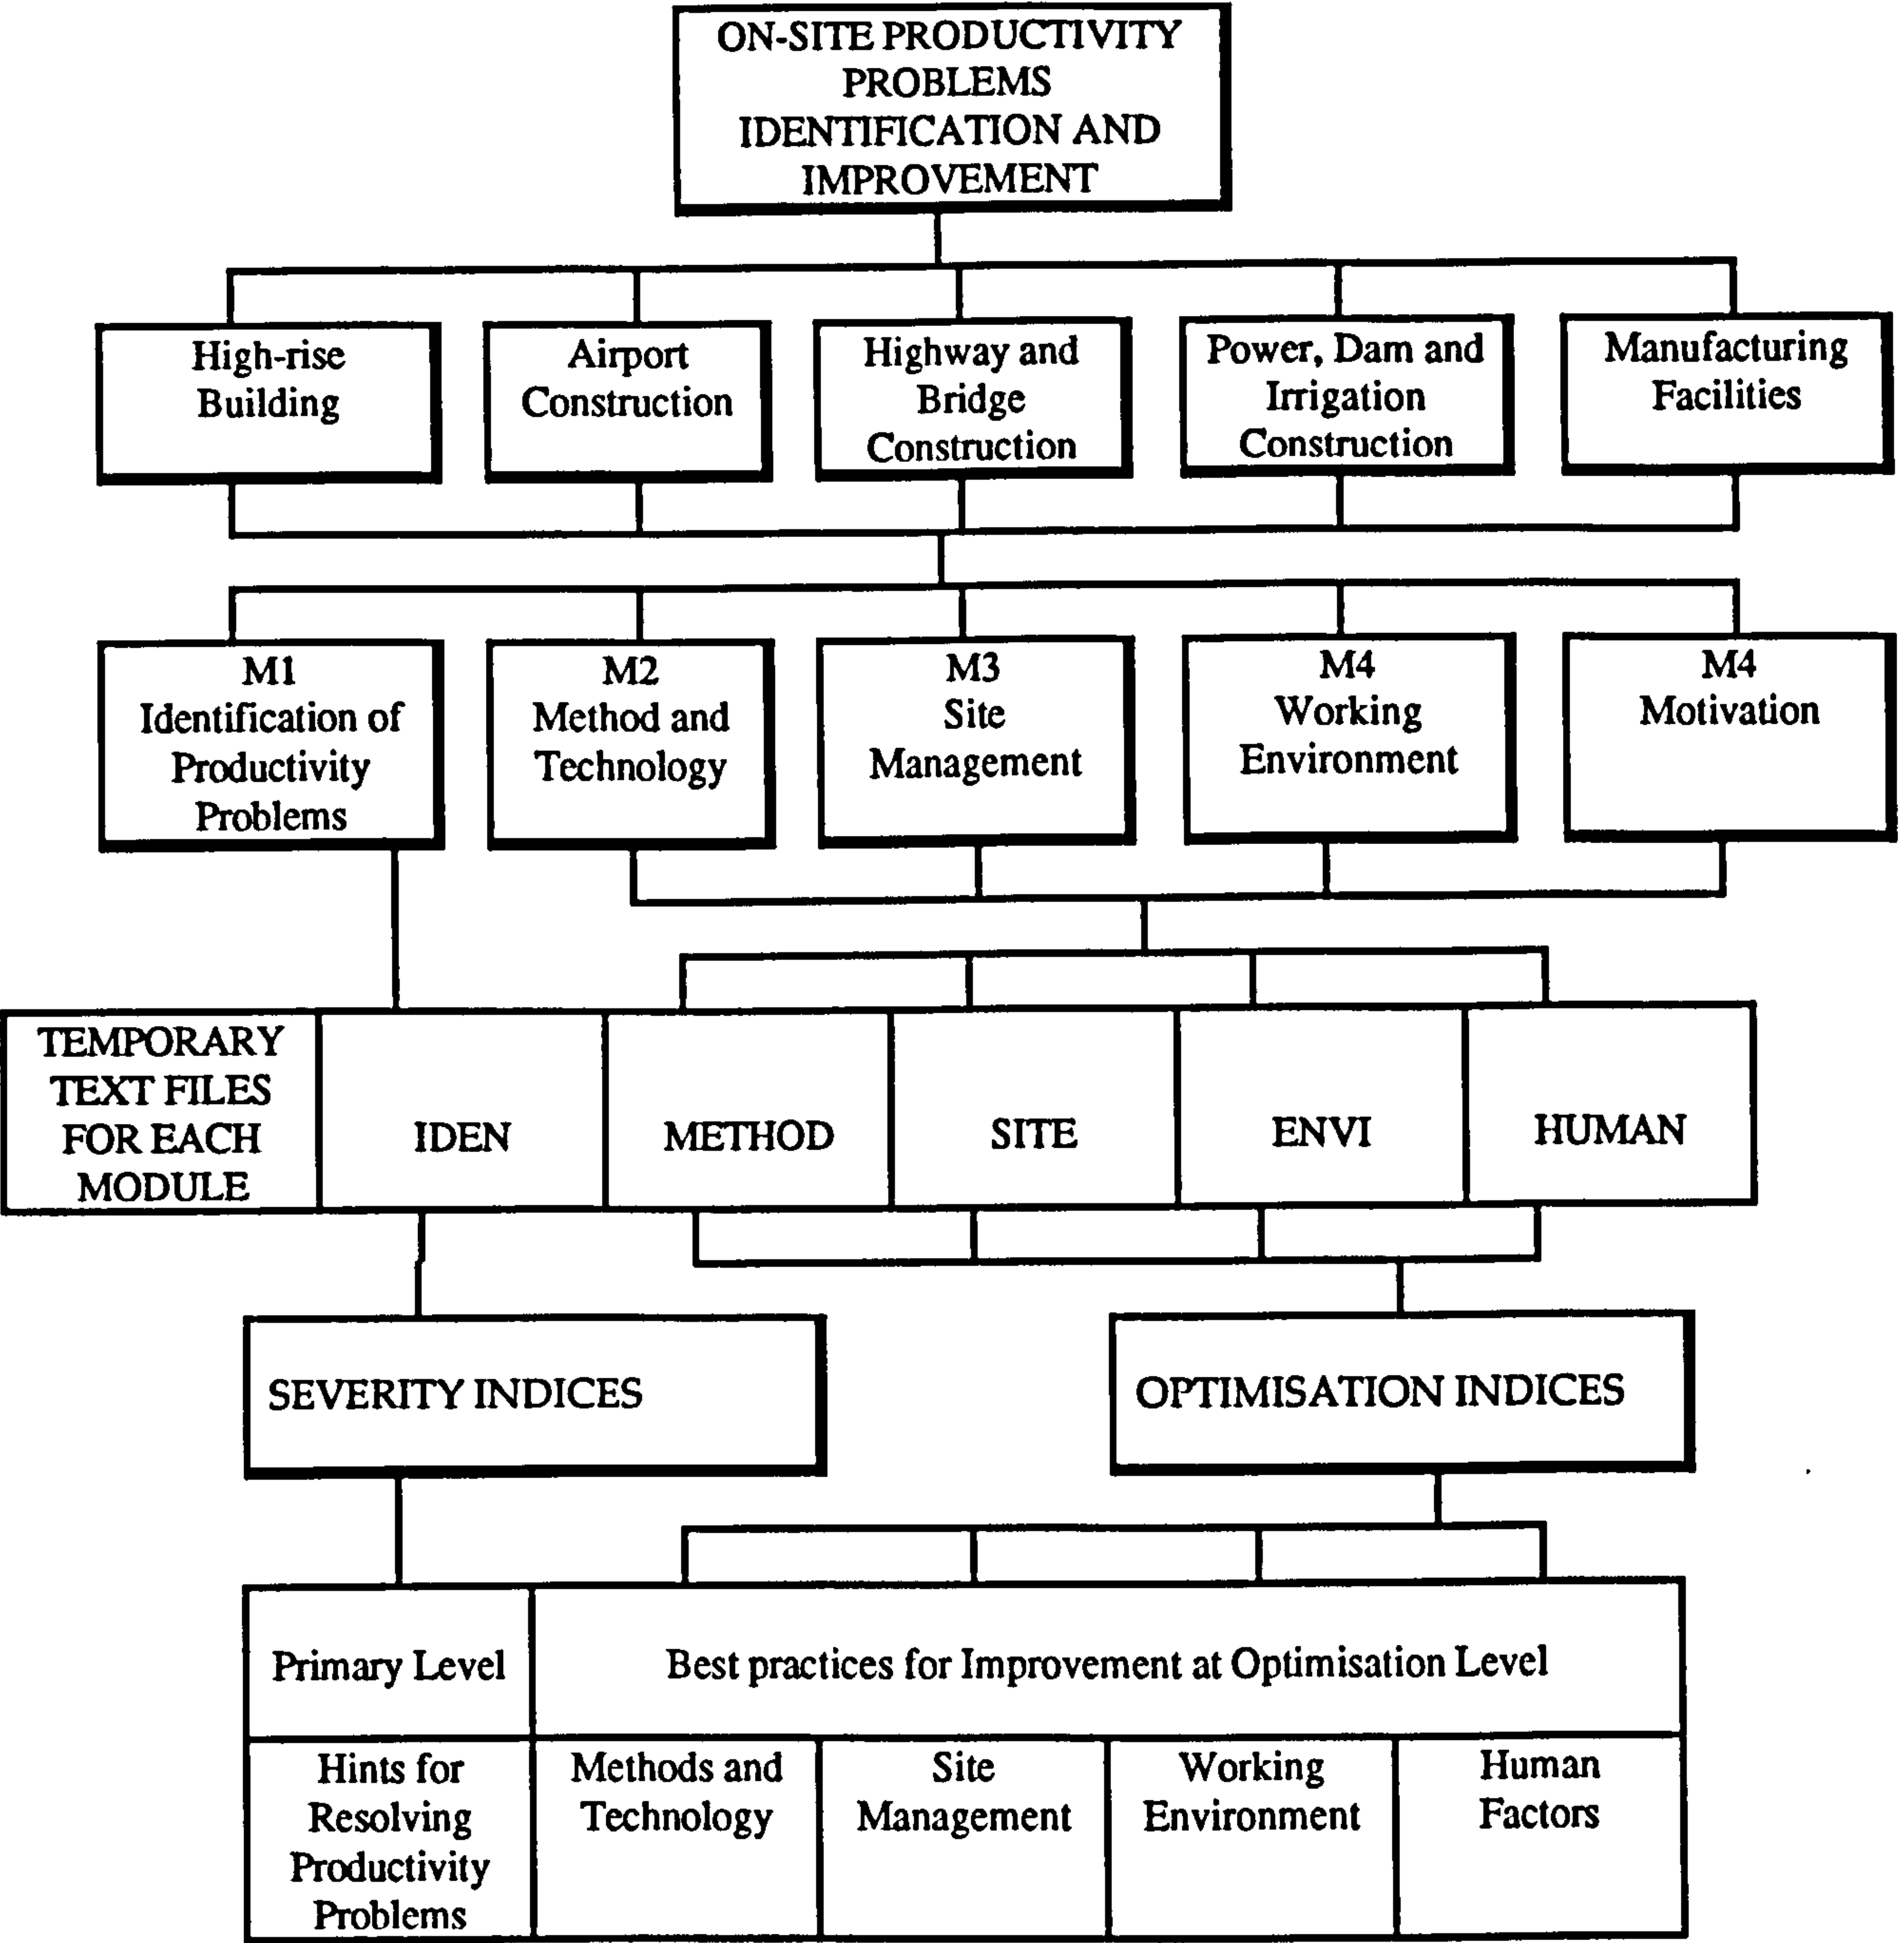 ON-SITE PRODUCTIVITY
PROBLEMS
IDENTIFICATION AND
IMPROVEMENT
High-rise
Building
Airport
Construction
Highway and
Bridge
Construction
Power, Dam and
Irrigation
Construction
Manufacturing
Facilities
M1
Identification of
Productivity
Problems
M2
Method and
Technology
M3
Site
Management
M4
Working
Environment
M4
Motivation
TEMPORARY
TEXT FILES
FOR EACH
MODULE
IDEN
METHOD
SITE
ENVI
HUMAN
SEVERITY INDICES
OPTIMISATION INDICES
Primary Level
Best practices for Improvement at Optimisation Level
Hints for
Resolving
Productivity
Problems
Methods and
Technology
Site
Management
Working
Environment
Human
Factors